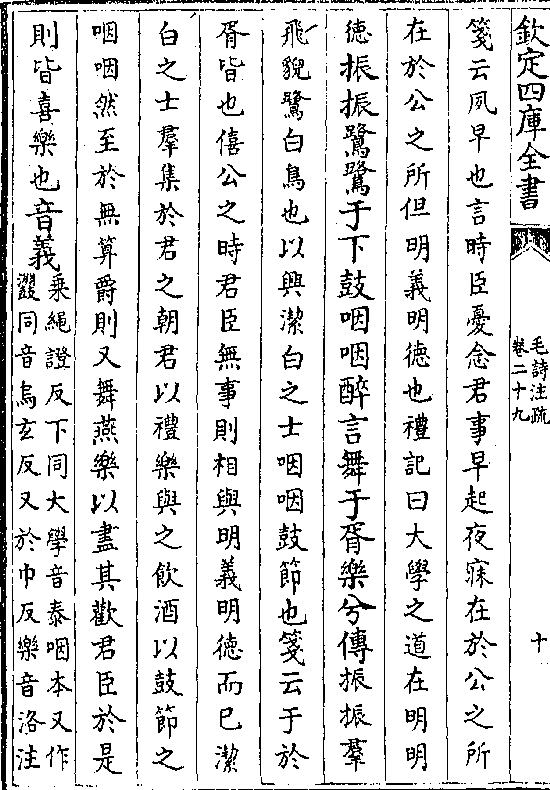 欽定四庫全書
毛詩注疏
卷二十九
十
箋云夙早也言時臣憂念君事早起夜寐在於公之所
在於公之所但明義明德也禮記曰大學之道在明明
德振振鷺鷺于下鼓咽咽醉言舞于胥樂兮傳振振羣
飛貌鷺白鳥也以興潔白之士咽咽鼓節也箋云于於
胥皆也僖公之時君臣無事則相與明義明德而已潔
白之士羣集於君之朝君以禮樂與之飲酒以鼓節之
咽咽然至於無算爵則又舞燕樂以盡其歡君臣於是
則皆喜樂也音義
乘繩證反下同大學音泰咽本又作
鼝同音烏玄反又於巾反樂音洛注